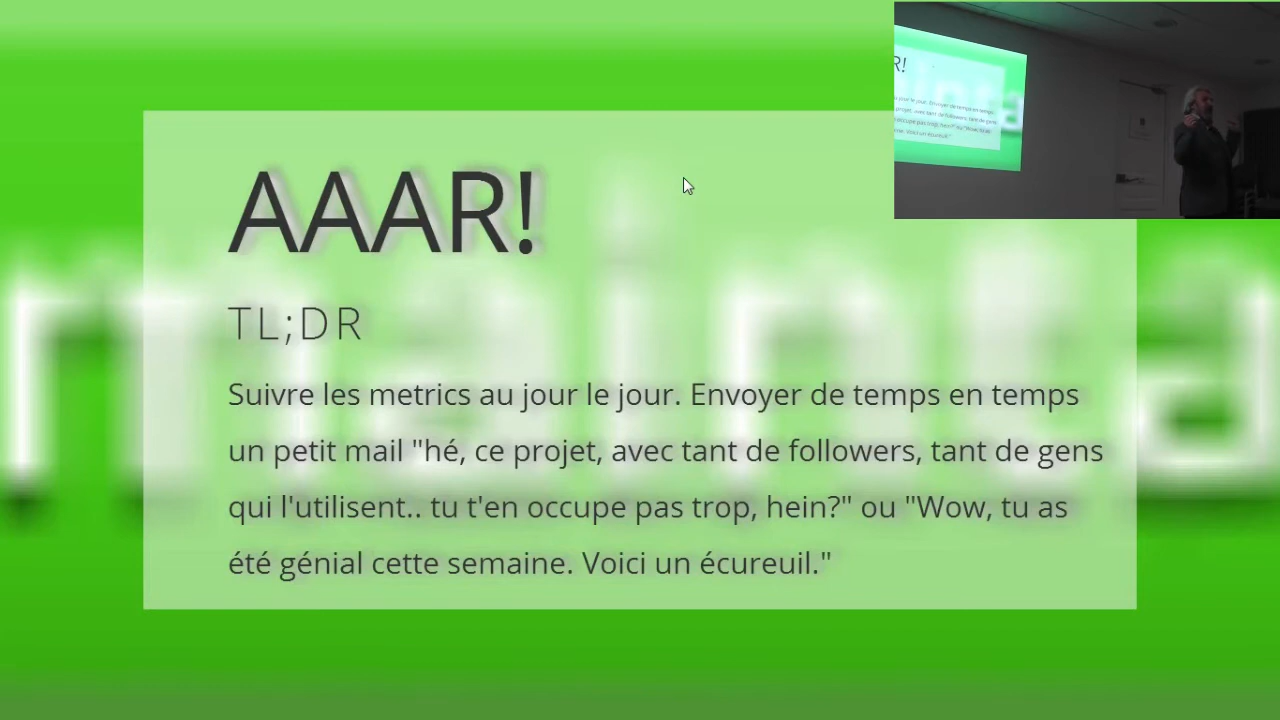 AAAR!
TL;DR
Suivre les metrics au jour le jour. Envoyer de temps en temps
un petit mail "hé, ce projet, avec tant de followers, tant de gens
qui l'utilisent.. tu t'en occupe pas trop, hein?" ou "Wow, tu as
été génial cette semaine. Voici un écureuil."
mainta